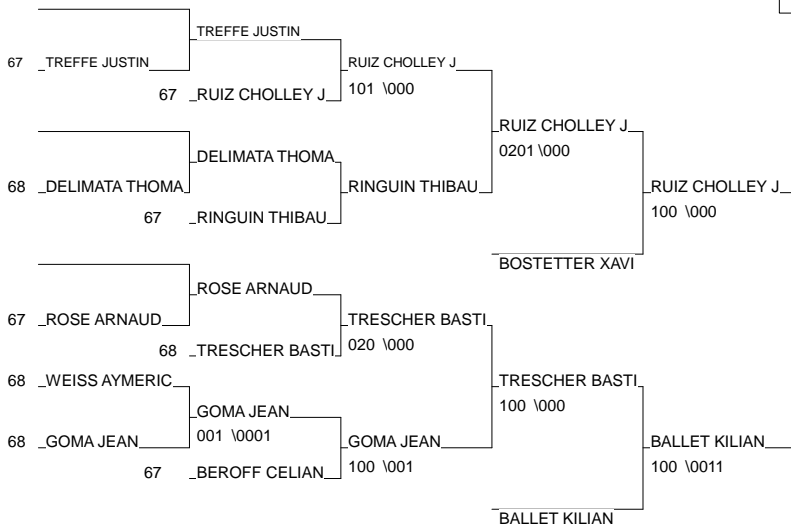 TREFFE JUSTIN
67 TREFFE JUSTIN
RUIZ CHOLLEY J
67 RUIZ CHOLLEY J
101 \000
RUIZ CHOLLEY J
0201 \000
DELIMATA THOMA
68 DELIMATA THOMA
RINGUIN THIBAU
RUIZ CHOLLEY J
100 \000
67 RINGUIN THIBAU
BOSTETTER XAVI
ROSE ARNAUD
67 ROSE ARNAUD
TRESCHER BASTI
68 TRESCHER BASTI
020 \000
68 WEISS AYMERIC
TRESCHER BASTI
100 \000
GOMA JEAN
001 \0001
68 GOMA JEAN
GOMA JEAN
100 \001
BALLET KILIAN
100 \0011
67 BEROFF CELIAN
BALLET KILIAN